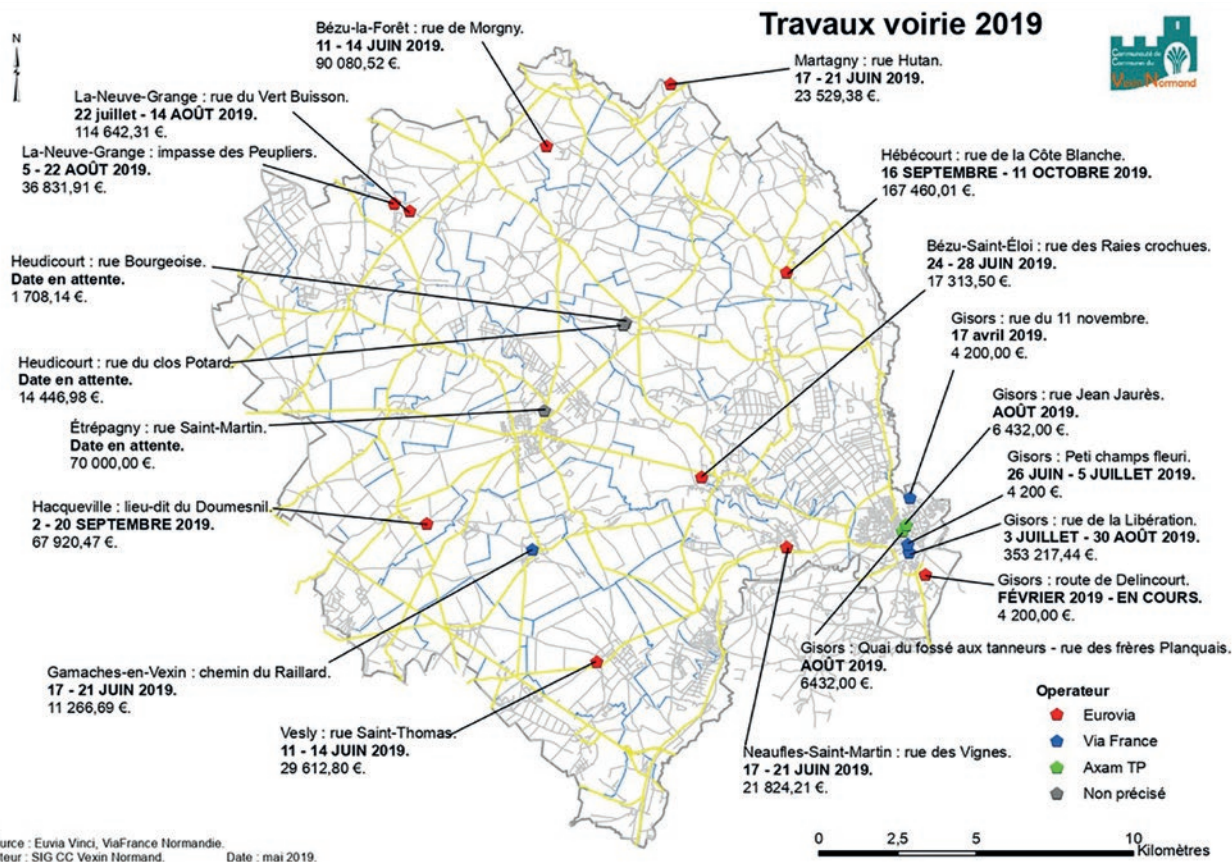 Travaux voirie 2019
N
Communauté de
Communes du
Vexin Normand
Bézu-la-Forêt : rue de Morgny.
11 - 14 JUIN 2019.
90 080,52 €.
Martagny : rue Hutan.
17 - 21 JUIN 2019.
23 529,38 €.
La-Neuve-Grange : rue du Vert Buisson.
22 juillet - 14 AOÛT 2019.
114 642,31 €.
La-Neuve-Grange : impasse des Peupliers.
5 - 22 AOÛT 2019.
36 831,91 €.
Hébécourt : rue de la Côte Blanche.
16 SEPTEMBRE - 11 OCTOBRE 2019.
167 460,01 €.
Heudicourt : rue Bourgeoise.
Date en attente.
1 708,14 €.
Bézu-Saint-Éloi : rue des Raies crochues.
24 - 28 JUIN 2019.
17 313,50 €.
Gisors : rue du 11 novembre.
17 avril 2019.
4 200,00 €.
Heudicourt : rue du clos Potard.
Date en attente.
14 446,98 €.
Gisors : rue Jean Jaurès.
AOÛT 2019.
6 432,00 €.
Étrépagny : rue Saint-Martin.
Date en attente.
70 000,00 €.
Gisors : Peti champs fleuri.
26 JUIN - 5 JUILLET 2019.
4 200 €.
Hacqueville : lieu-dit du Doumesnil.
2 - 20 SEPTEMBRE 2019.
67 920,47 €.
Gisors : rue de la Libération.
3 JUILLET - 30 AOÛT 2019.
353 217,44 €.
Gisors : route de Delincourt.
FÉVRIER 2019 - EN COURS.
4 200,00 €.
Gisors : Quai du fossé aux tanneurs - rue des frères Planquais.
AOÛT 2019.
6432,00 €.
Gamaches-en-Vexin : chemin du Raillard.
17 - 21 JUIN 2019.
11 266,69 €.
Vesly : rue Saint-Thomas.
11 - 14 JUIN 2019.
29 612,80 €.
Neaufles-Saint-Martin : rue des Vignes.
17 - 21 JUIN 2019.
21 824,21 €.
Operateur
Eurovia
Via France
Axam TP
Non précisé
0 2,5 5 10
Kilomètres
urce : Euvia Vinci, ViaFrance Normandie.
teur : SIG CC Vexin Normand. Date : mai 2019.